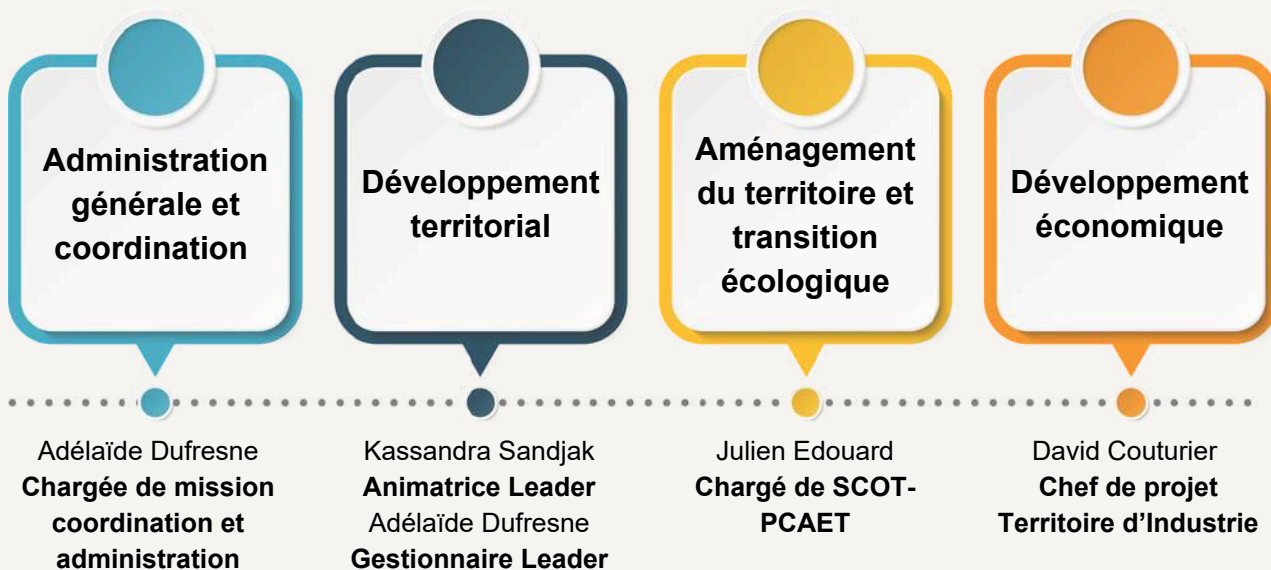 Administration
générale et
coordination
Développement
territorial
Aménagement
du territoire et
transition
écologique
Développement
économique
Adélaïde Dufresne
Chargée de mission
coordination et
administration
Kassandra Sandjak
Animatrice Leader
Adélaïde Dufresne
Gestionnaire Leader
Julien Edouard
Chargé de SCOT-
PCAET
David Couturier
Chef de projet
Territoire d’Industrie